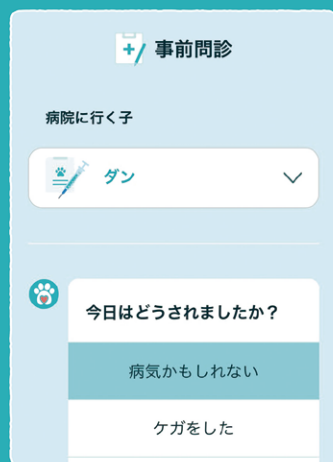 事前問診
病院に行く子
ダン
今日はどうされましたか？
病気かもしれない
ケガをした